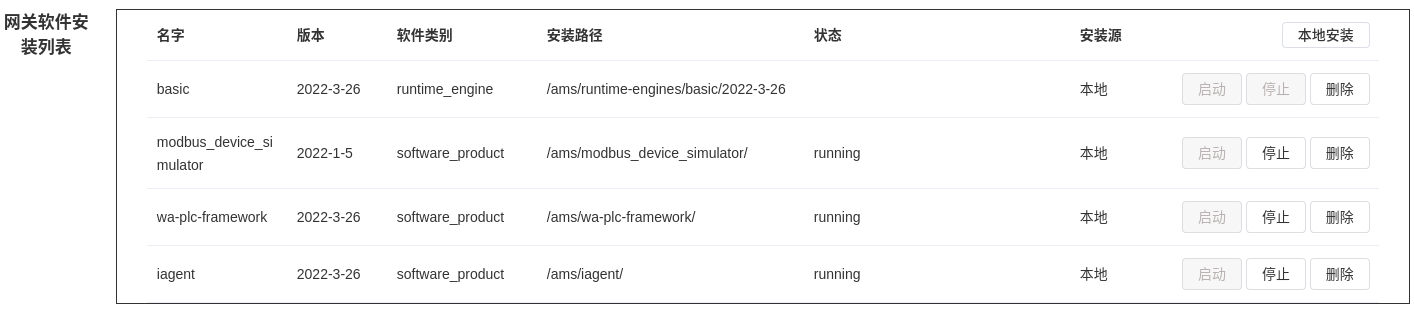 网关软件安
装列表
名字 版本 软件类别 安装路径 状态 安装源 本地安装
basic 2022-3-26 runtime_engine /ams/runtime-engines/basic/2022-3-26 本地 启动 停止 删除
modbus_device_si
mulator 2022-1-5 software_product /ams/modbus_device_simulator/ running 本地 启动 停止 删除
wa-plc-framework 2022-3-26 software_product /ams/wa-plc-framework/ running 本地 启动 停止 删除
iagent 2022-3-26 software_product /ams/iagent/ running 本地 启动 停止 删除